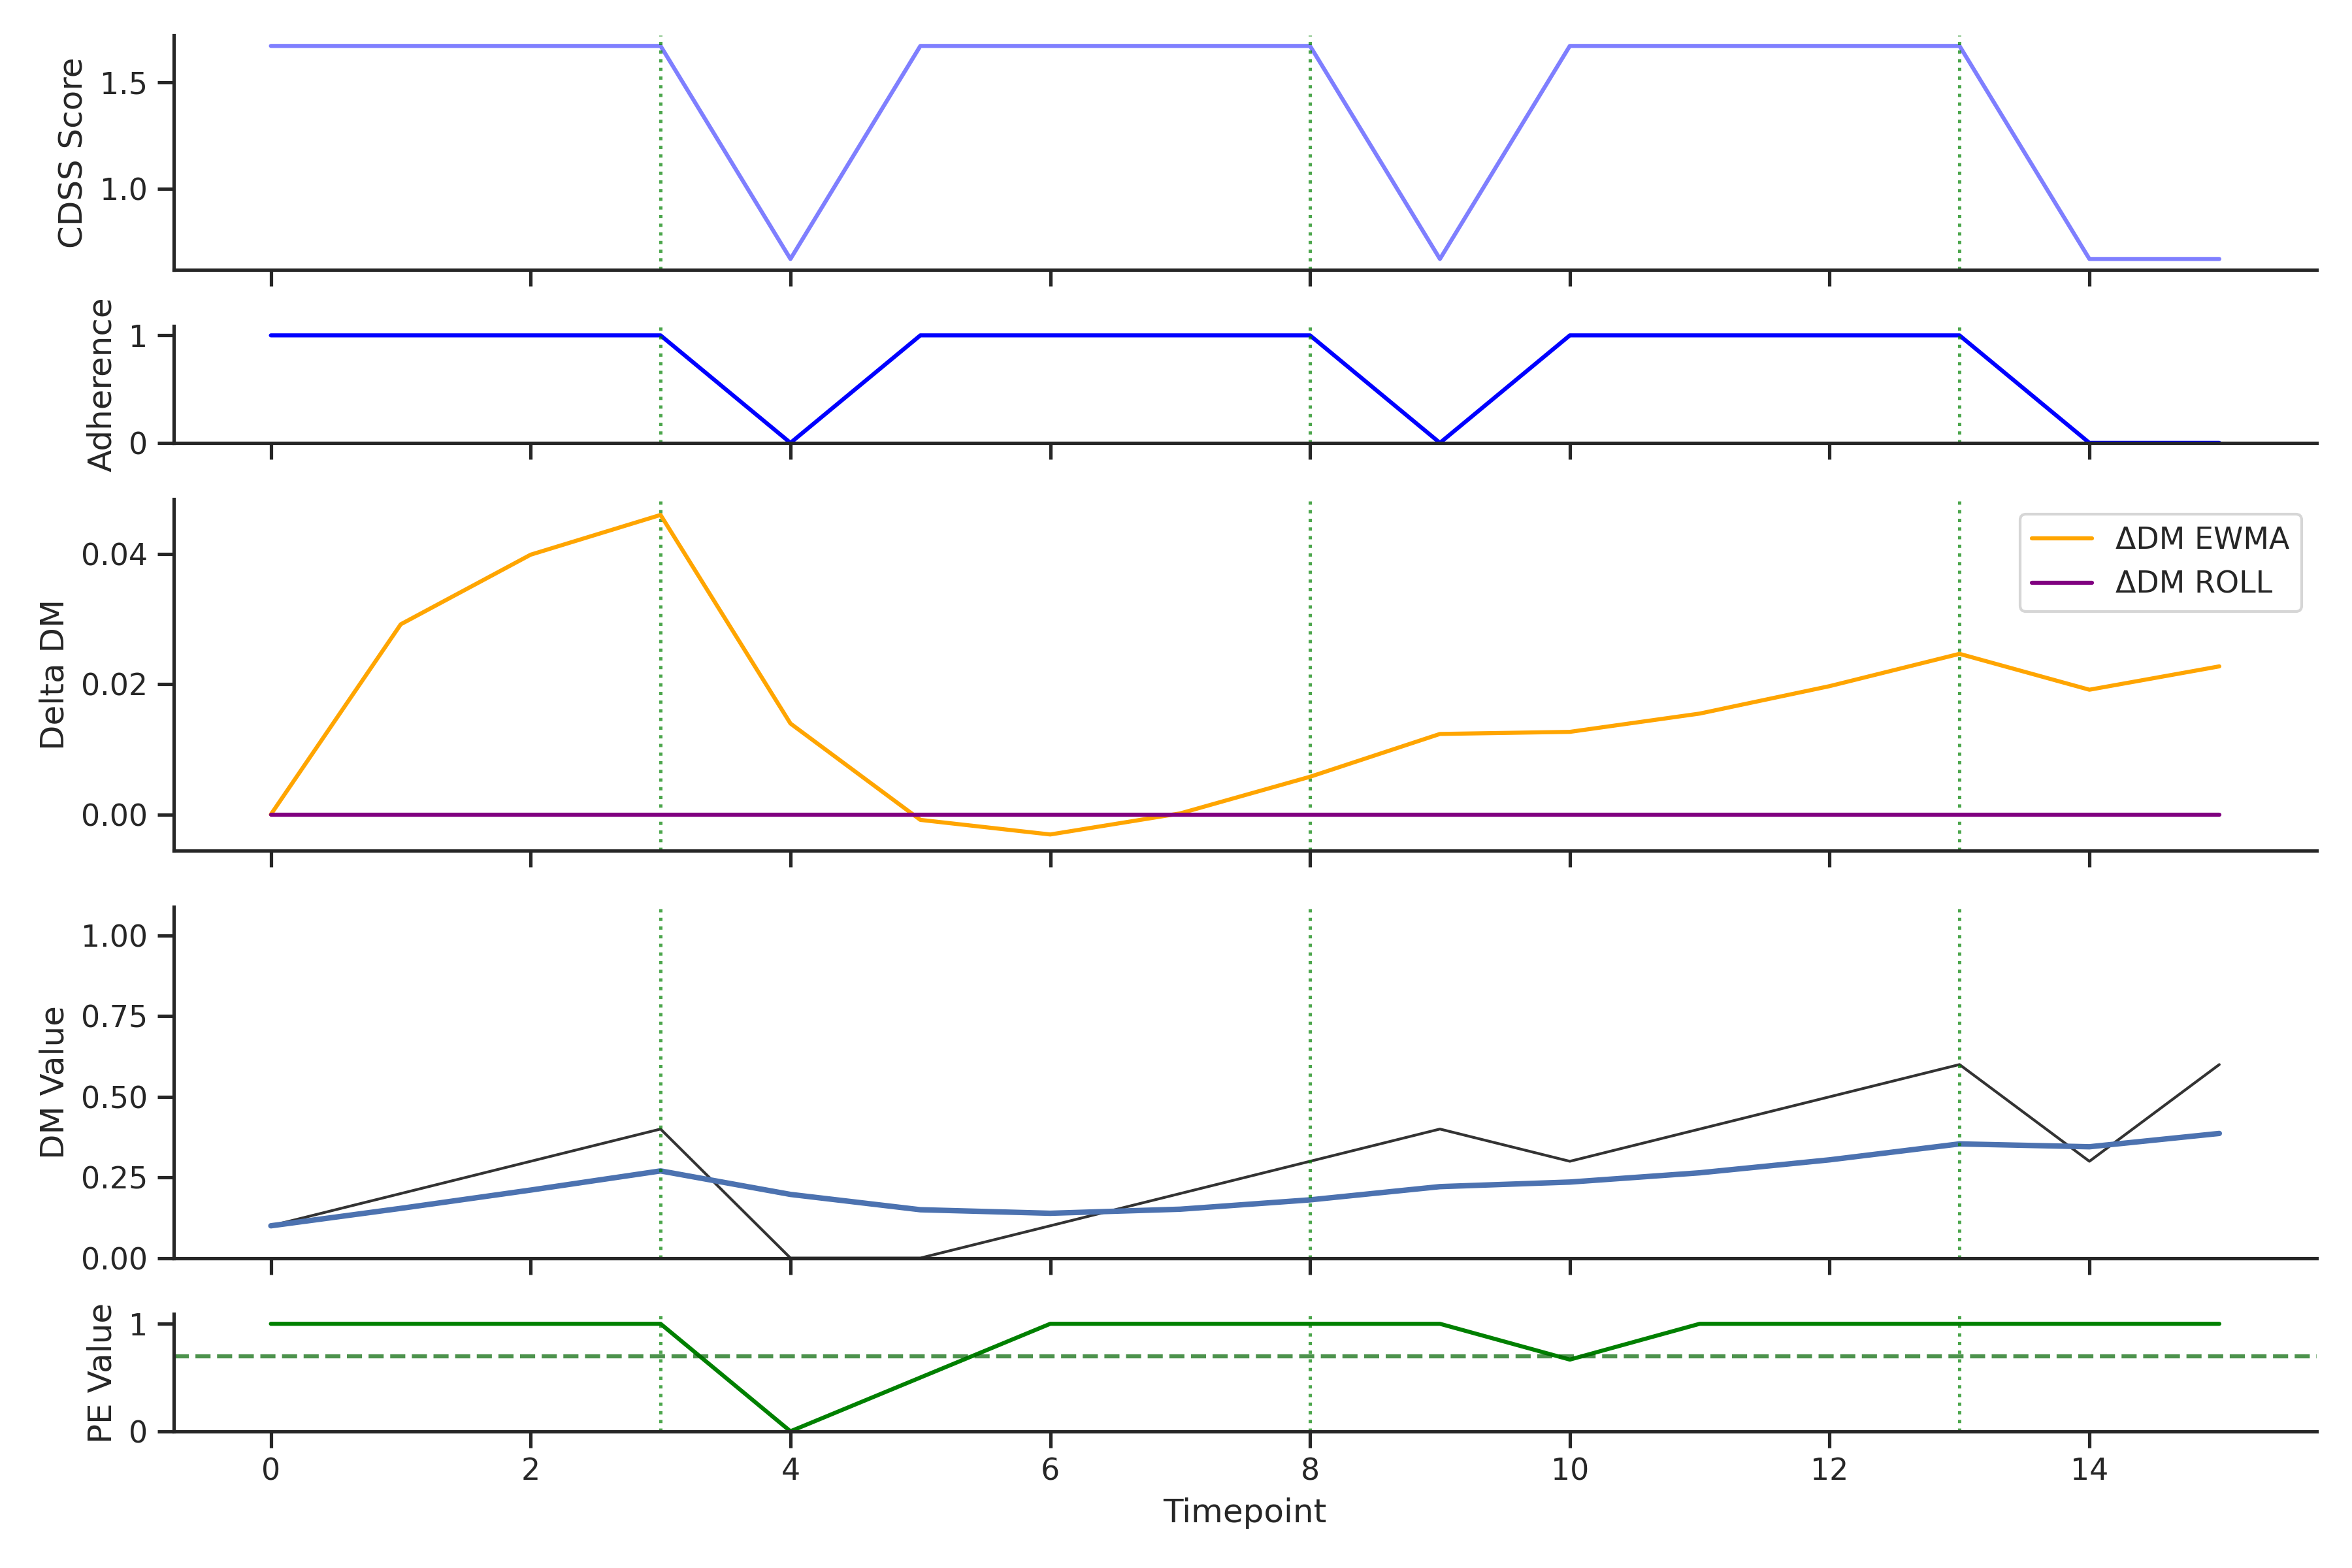 CDSS Score
1.5
1.0
Adherence
1
0
Delta DM
0.04
0.02
0.00
ΔDM EWMA
ΔDM ROLL
DM Value
1.00
0.75
0.50
0.25
0.00
PE Value
1
0
0 2 4 6 8 10 12 14
Timepoint